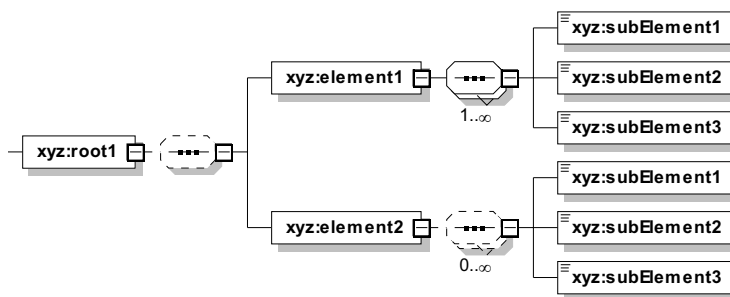 xyz:subElement1
xyz:element1
xyz:subElement2
1..∞
xyz:subElement3
xyz:root1
xyz:subElement1
xyz:element2
xyz:subElement2
0..∞
xyz:subElement3